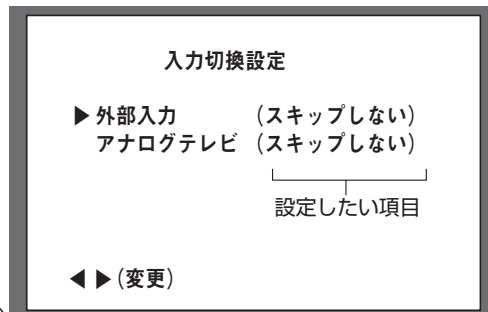 入力切換設定
▶外部入力 (スキップしない)
アナログテレビ (スキップしない)
設定したい項目
◀ ▶(変更)